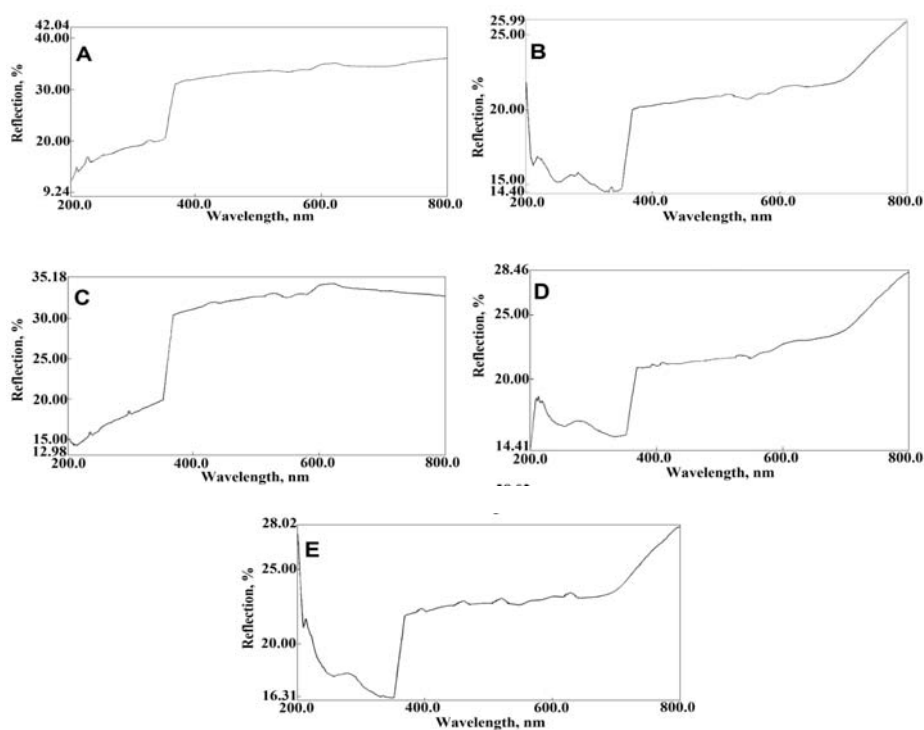 A
42.04
40.00
30.00
20.00
9.24
Reflection, %
200.0 400.0 600.0 800.0
Wavelength, nm
B
25.99
25.00
20.00
15.00
14.40
Reflection, %
200.0 400.0 600.0 800.0
Wavelength, nm
C
35.18
30.00
25.00
20.00
15.00
12.98
Reflection, %
200.0 400.0 600.0 800.0
Wavelength, nm
D
28.46
25.00
20.00
14.41
Reflection, %
200.0 400.0 600.0 800.0
Wavelength, nm
E
28.02
25.00
20.00
16.31
Reflection, %
200.0 400.0 600.0 800.0
Wavelength, nm